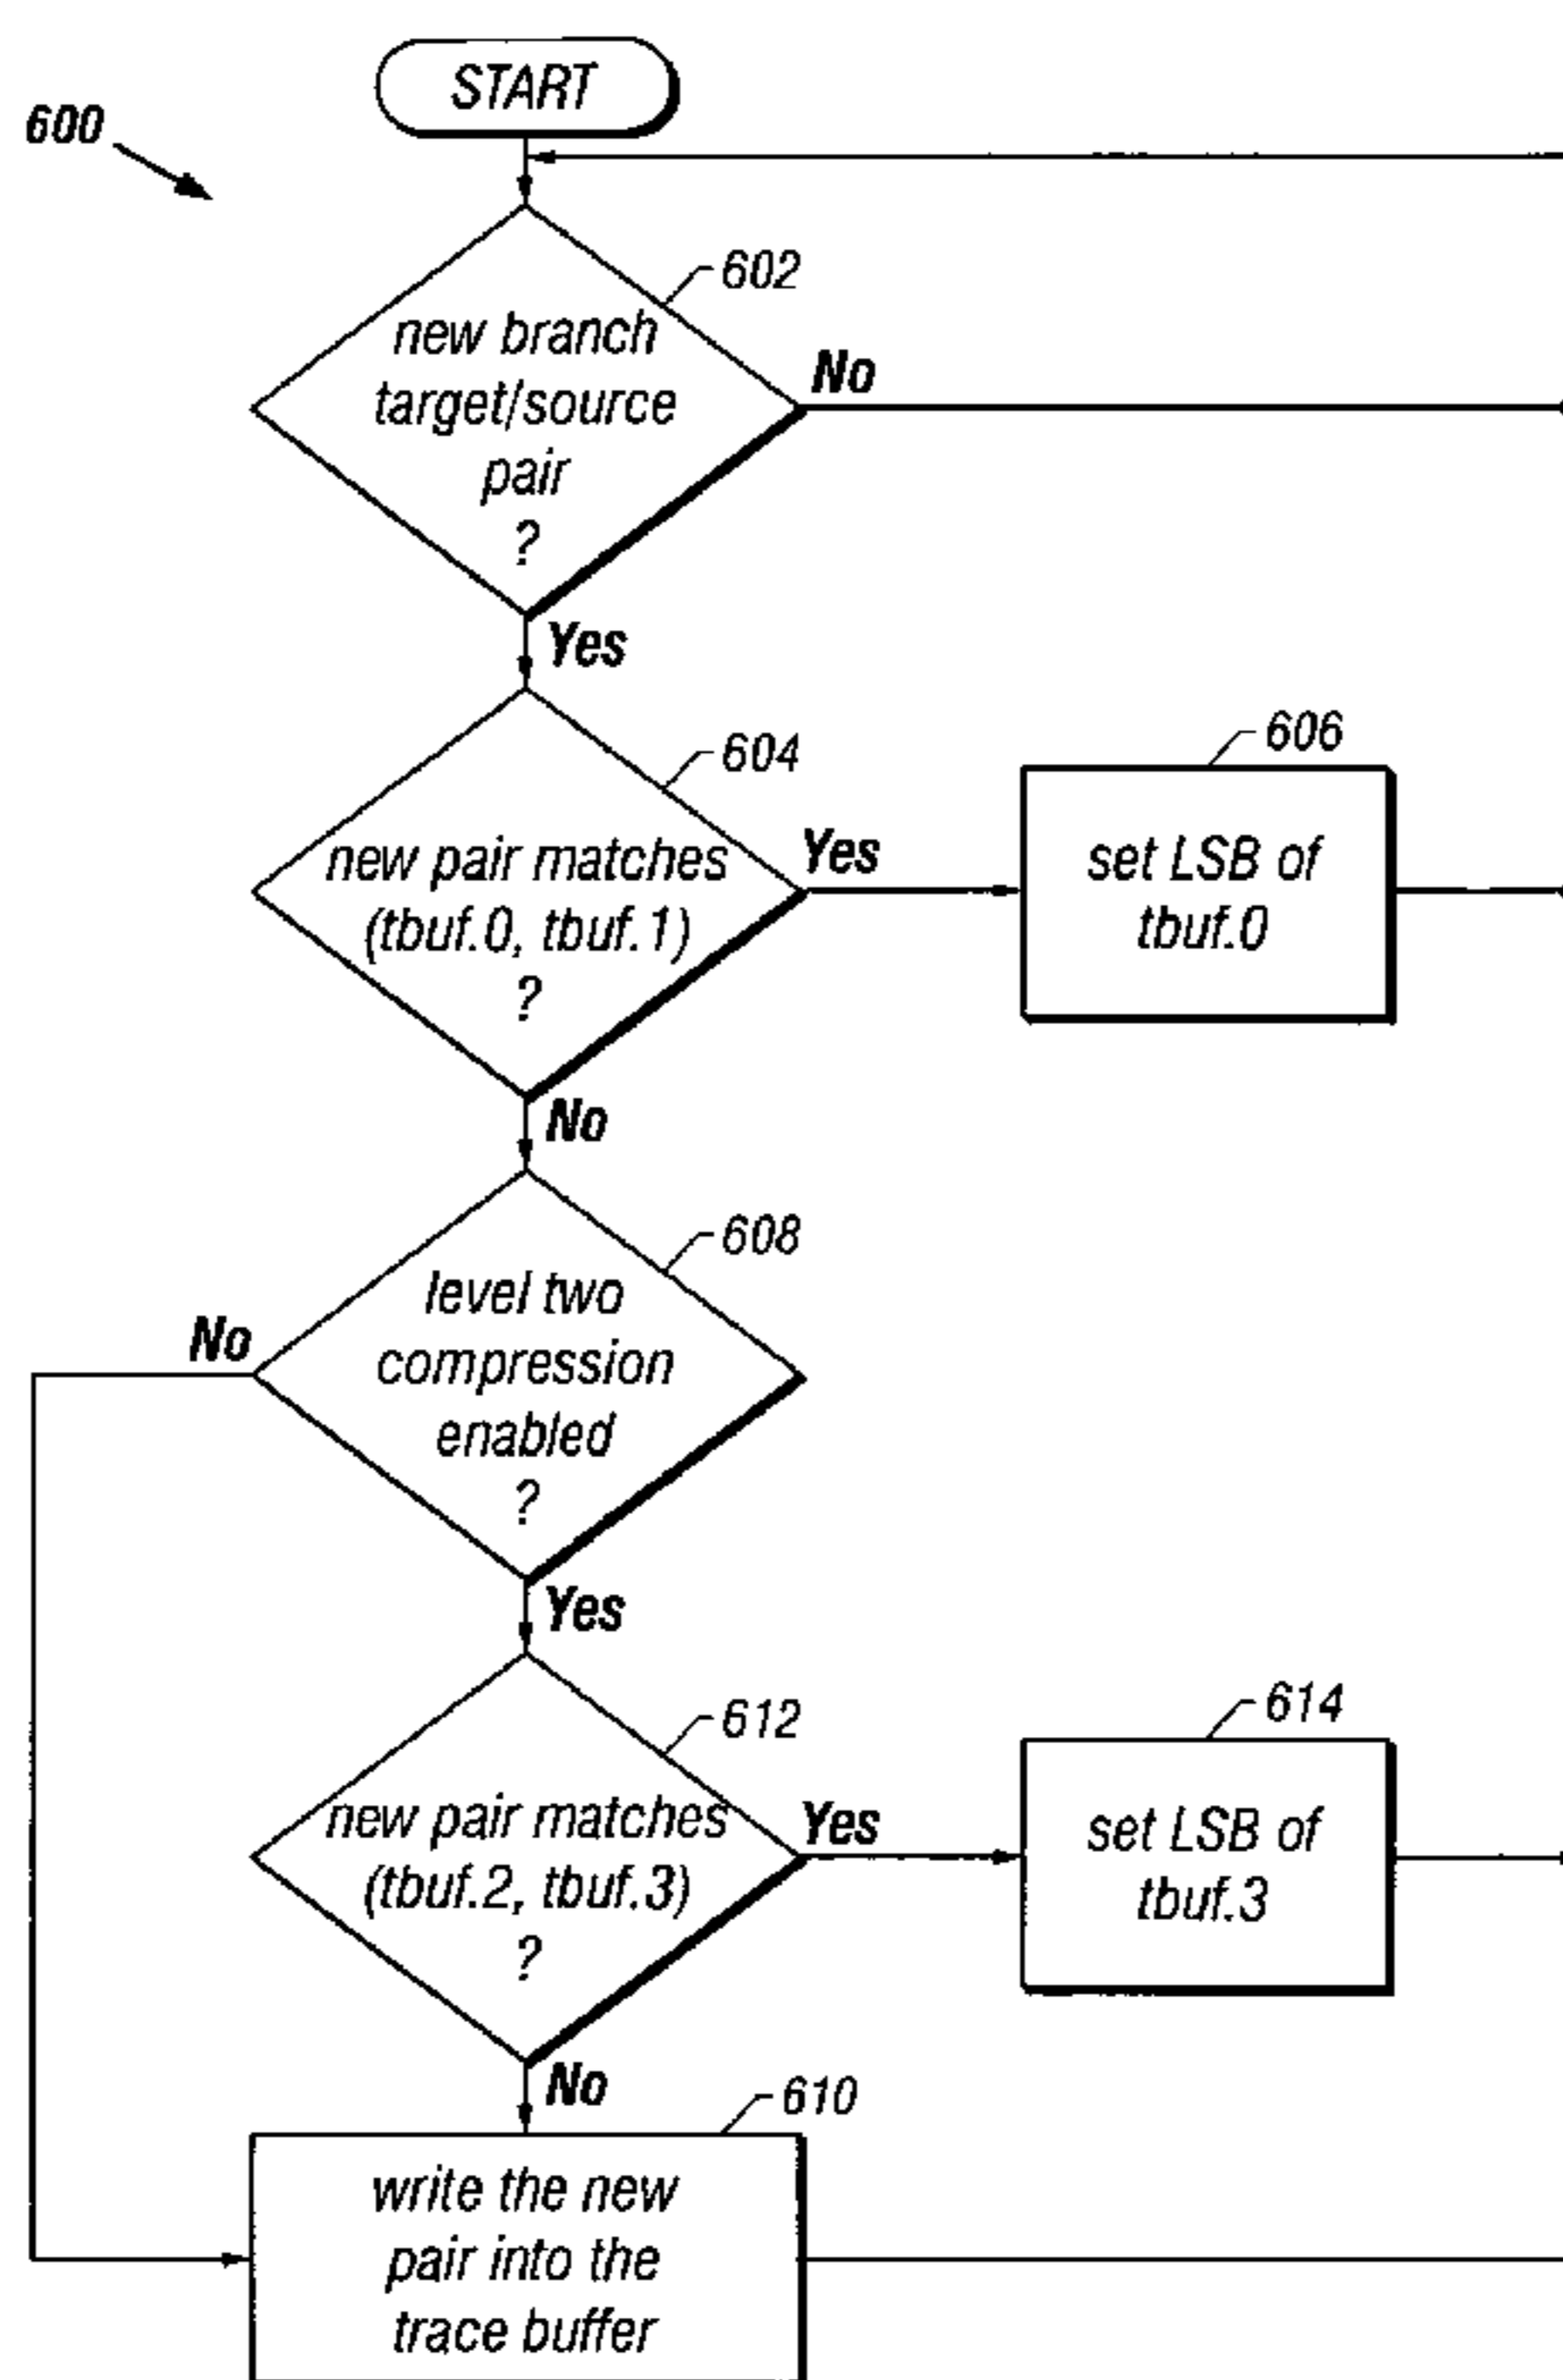 START
600
602
new branch
target/source
pair
?
No
Yes
604
new pair matches
(tbuf.0, tbuf.1)
?
Yes
606
set LSB of
tbuf.0
No
608
level two
compression
enabled
?
No
Yes
612
new pair matches
(tbuf.2, tbuf.3)
?
Yes
614
set LSB of
tbuf.3
No
610
write the new
pair into the
trace buffer